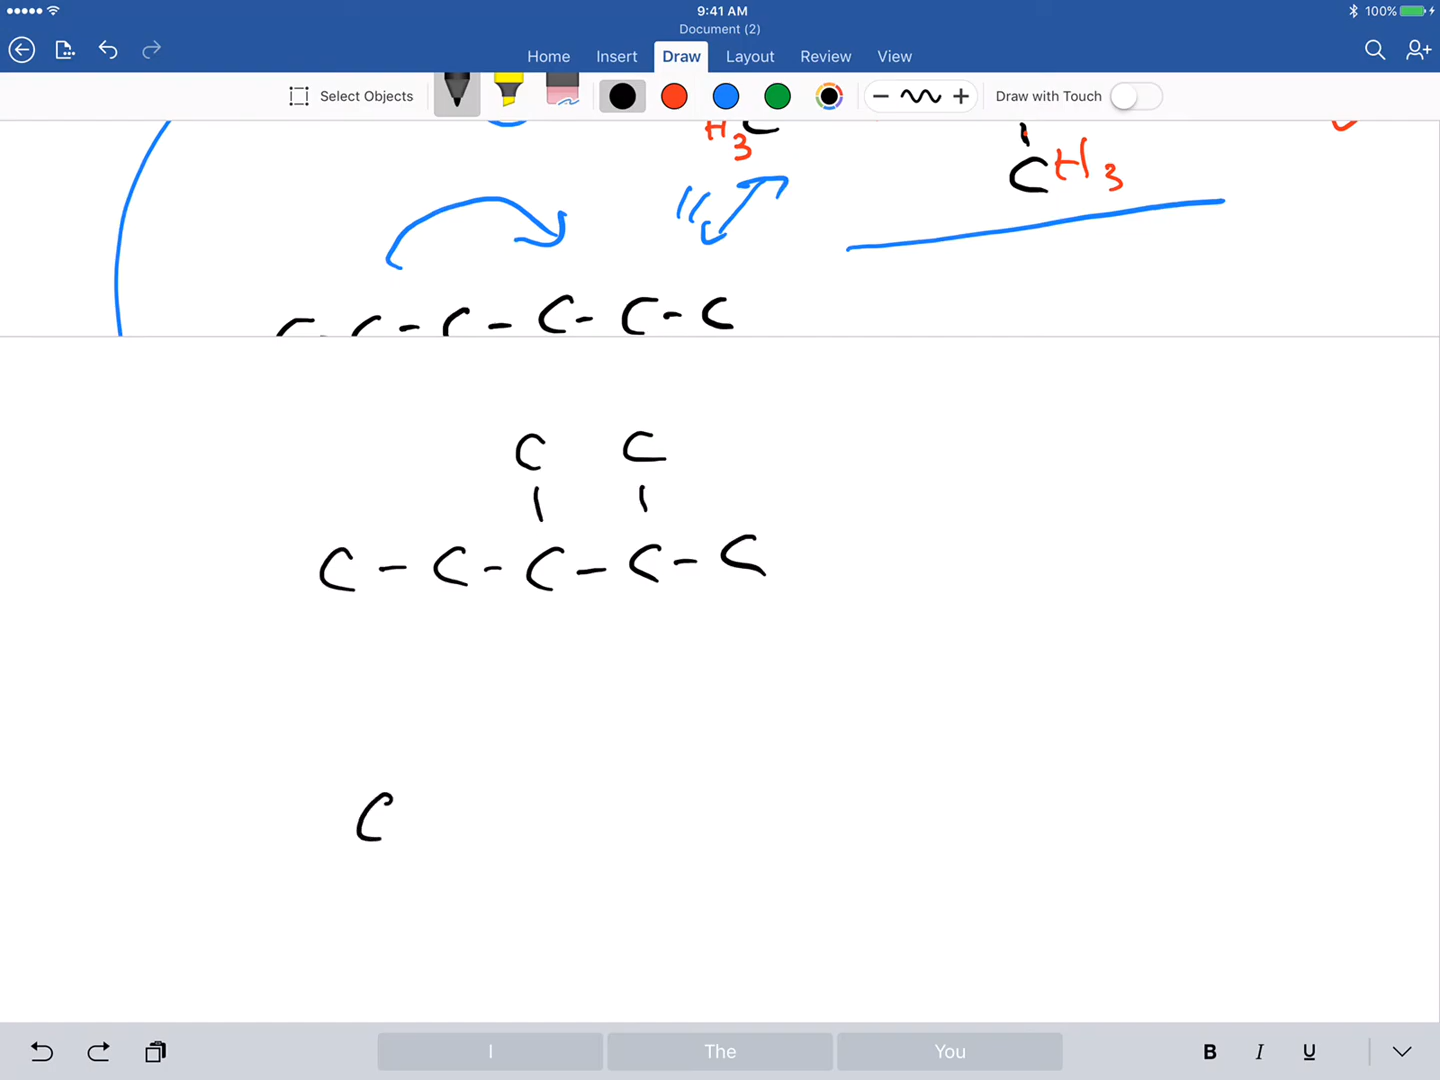 9:41 AM
100%
Document (2)
Home Insert Draw Layout Review View
Select Objects
Draw with Touch
H3C
CH3
C-C-C-C-C-C
C C
C-C-C-C-C
C
I The You
B I U